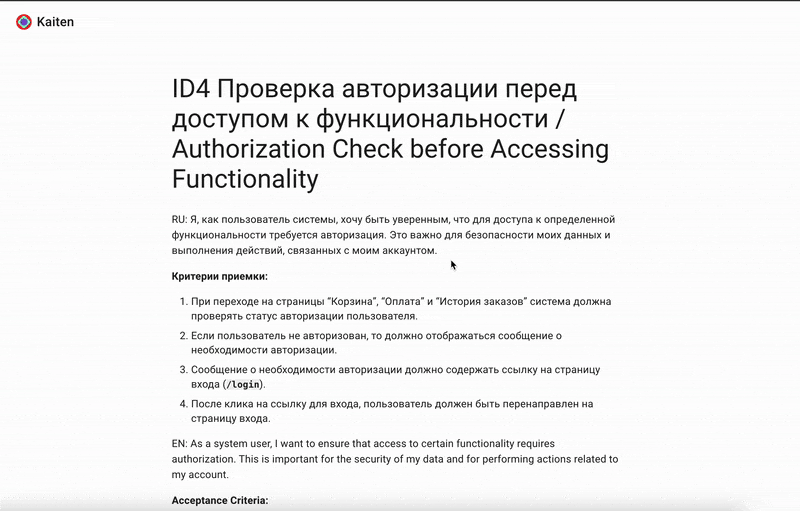 Kaiten
ID4 Проверка авторизации перед
доступом к функциональности /
Authorization Check before Accessing
Functionality
RU: Я, как пользователь системы, хочу быть уверенным, что для доступа к определенной
функциональности требуется авторизация. Это важно для безопасности моих данных и
выполнения действий, связанных с моим аккаунтом.
Критерии приемки:
1. При переходе на страницы “Корзина”, “Оплата” и “История заказов” система должна
проверять статус авторизации пользователя.
2. Если пользователь не авторизован, то должно отображаться сообщение о
необходимости авторизации.
3. Сообщение о необходимости авторизации должно содержать ссылку на страницу
входа (/login).
4. После клика на ссылку для входа, пользователь должен быть перенаправлен на
страницу входа.
EN: As a system user, I want to ensure that access to certain functionality requires
authorization. This is important for the security of my data and for performing actions related to
my account.
Acceptance Criteria: